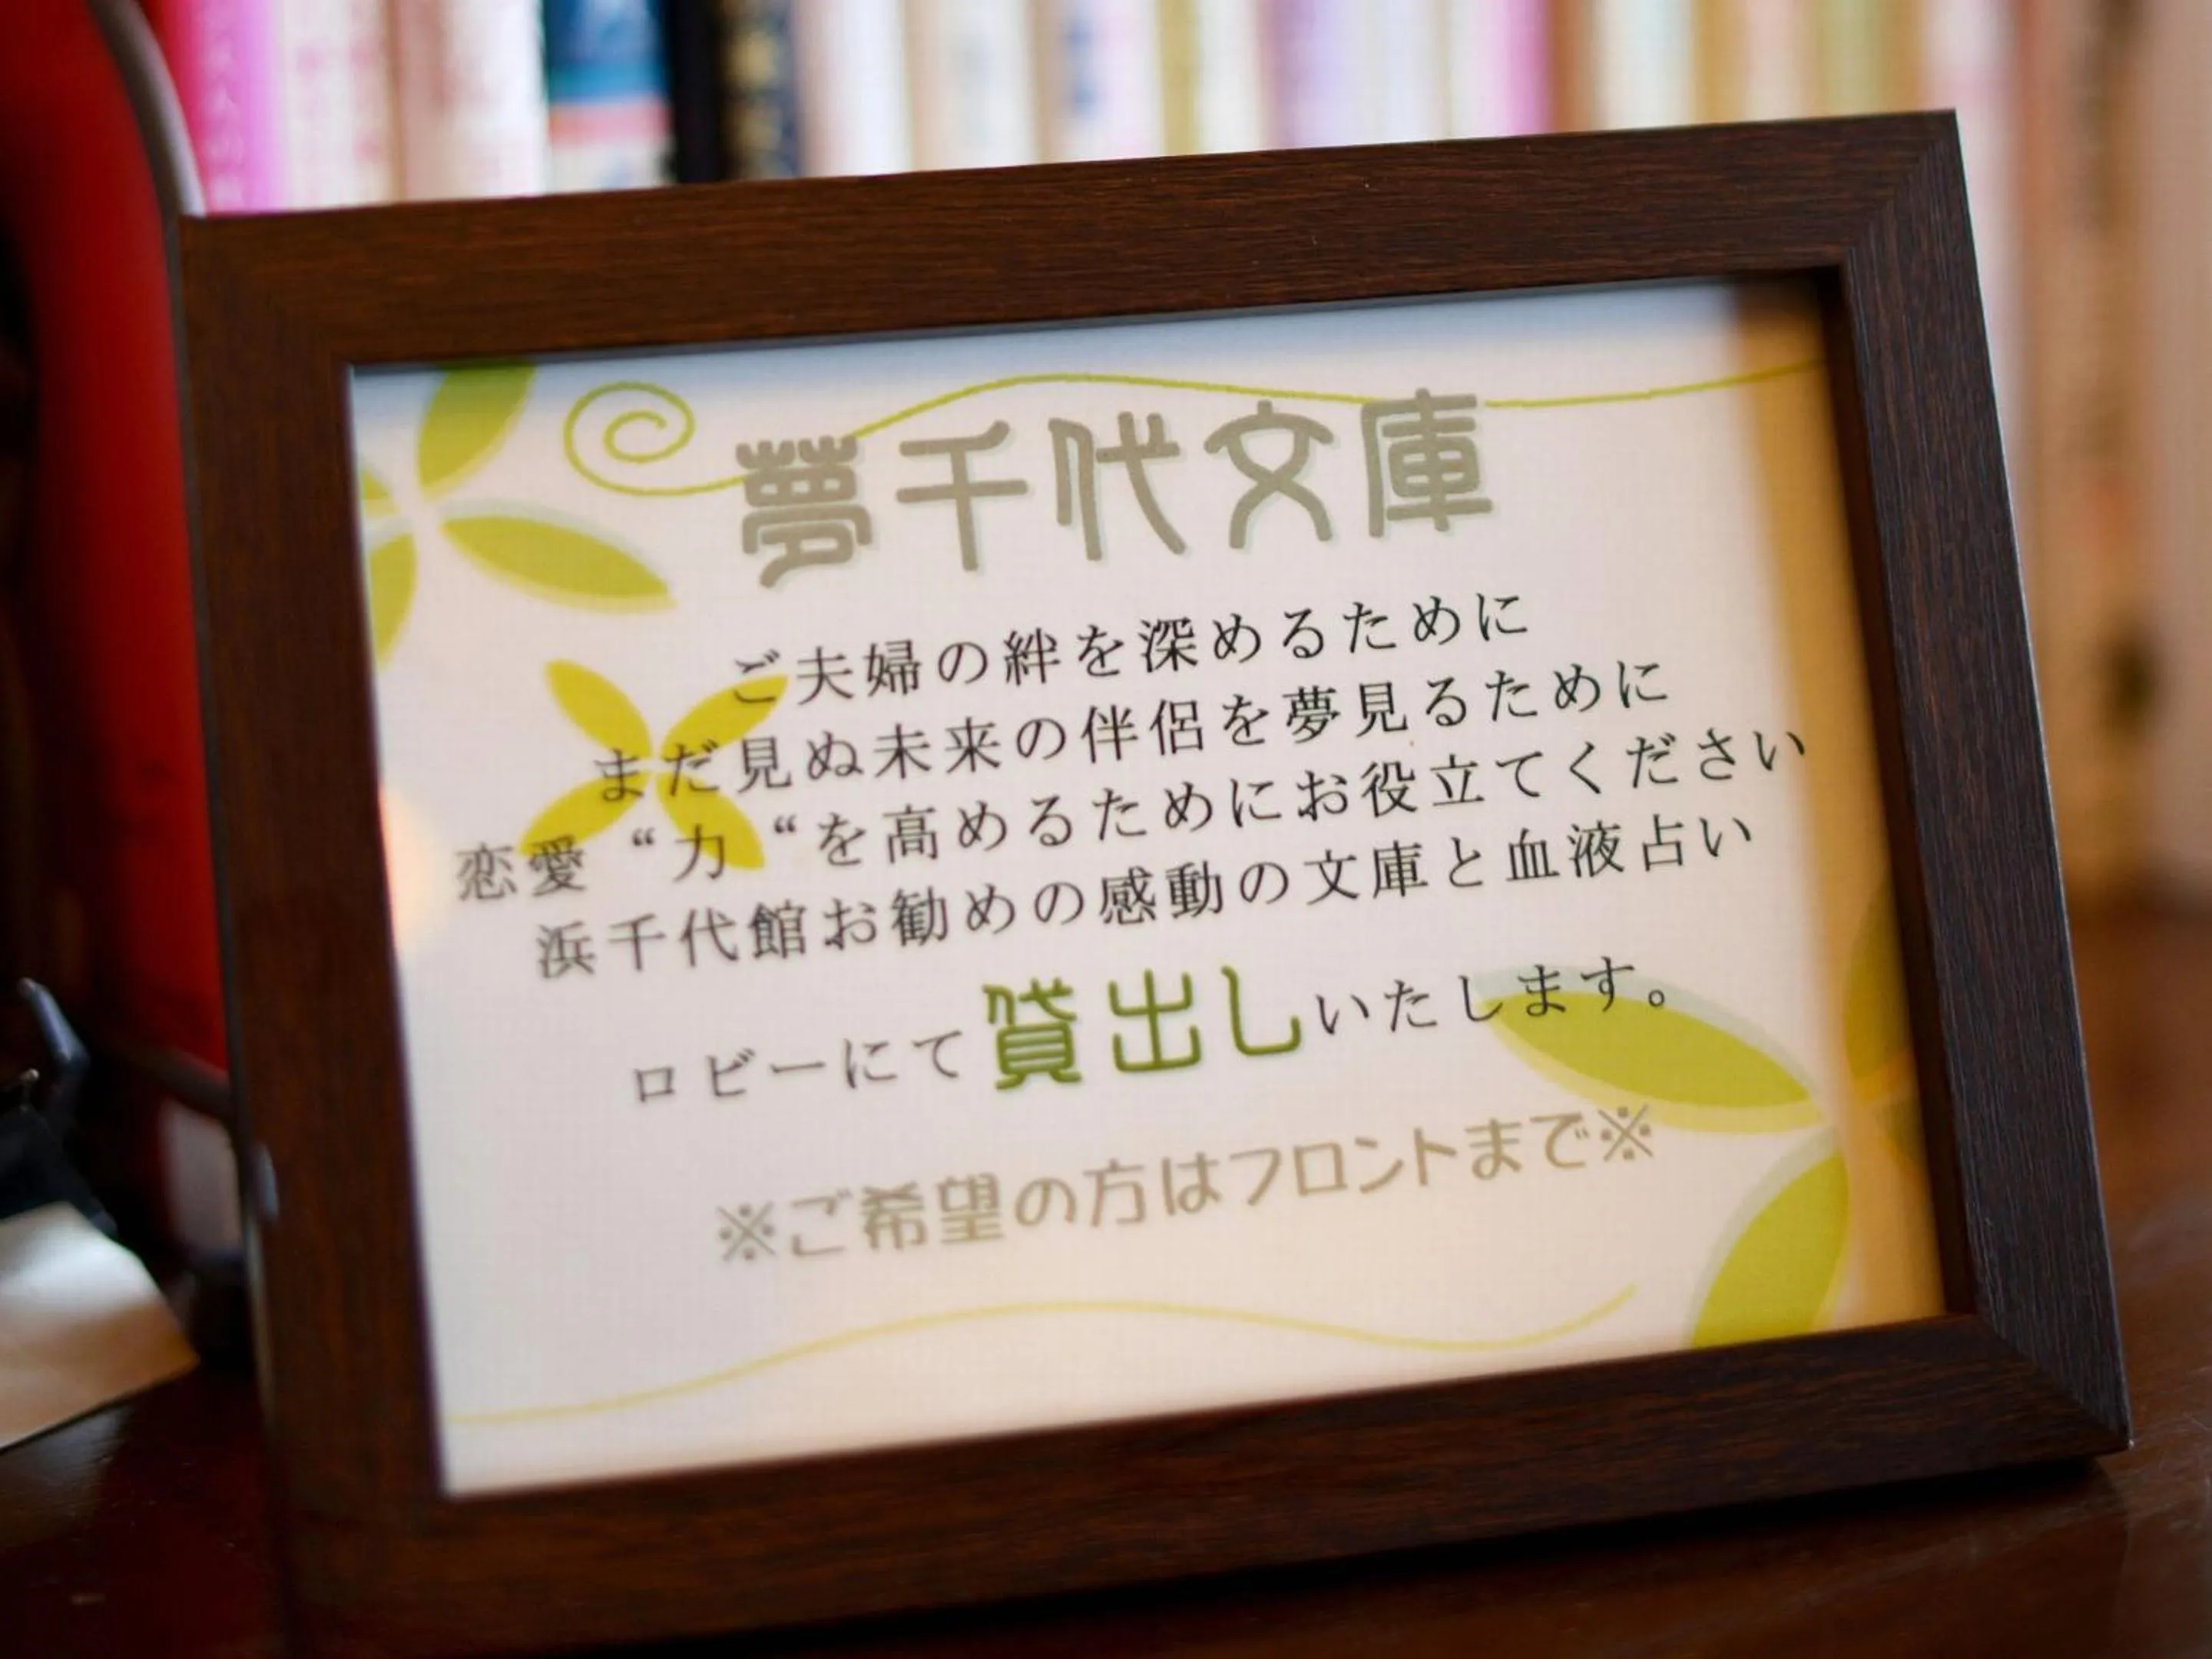 夢千代文庫
ご夫婦の絆を深めるために
まだ見ぬ未来の伴侶を夢見るために
恋愛“力“を高めるためにお役立てください
浜千代館お勧めの感動の文庫と血液占い
ロビーにて貸出しいたします。
※ご希望の方はフロントまで※